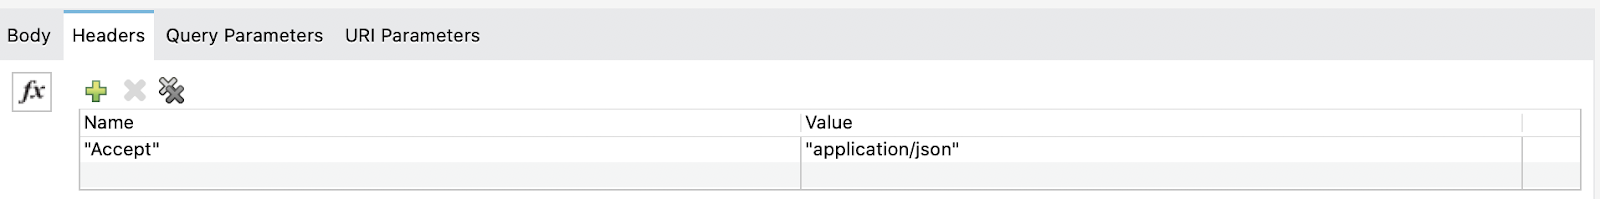 Body Headers Query Parameters URI Parameters
fx
Name Value
"Accept" "application/json"